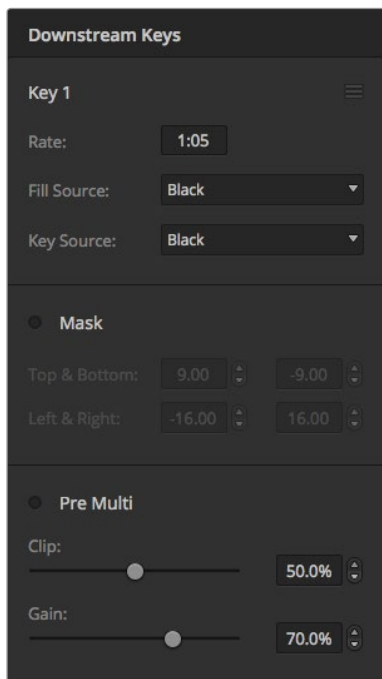 Downstream Keys
Key 1
Rate: 1:05
Fill Source: Black
Key Source: Black
Mask
Top & Bottom: 9.00 -9.00
Left & Right: -16.00 16.00
Pre Multi
Clip:
50.0%
Gain:
70.0%